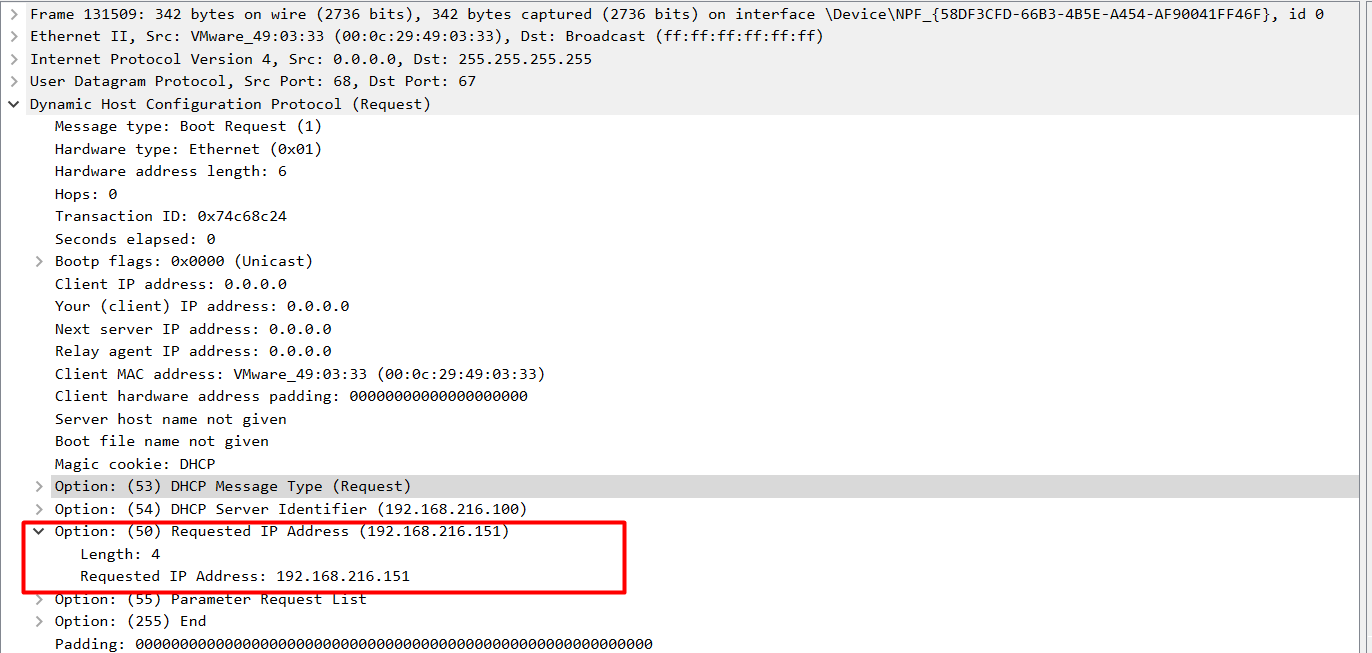 Frame 131509: 342 bytes on wire (2736 bits), 342 bytes captured (2736 bits) on interface \Device\NPF_{58DF3CFD-66B3-4B5E-A454-AF90041FF46F}, id 0
Ethernet II, Src: VMware_49:03:33 (00:0c:29:49:03:33), Dst: Broadcast (ff:ff:ff:ff:ff:ff)
Internet Protocol Version 4, Src: 0.0.0.0, Dst: 255.255.255.255
User Datagram Protocol, Src Port: 68, Dst Port: 67
Dynamic Host Configuration Protocol (Request)
Message type: Boot Request (1)
Hardware type: Ethernet (0x01)
Hardware address length: 6
Hops: 0
Transaction ID: 0x74c68c24
Seconds elapsed: 0
Bootp flags: 0x0000 (Unicast)
Client IP address: 0.0.0.0
Your (client) IP address: 0.0.0.0
Next server IP address: 0.0.0.0
Relay agent IP address: 0.0.0.0
Client MAC address: VMware_49:03:33 (00:0c:29:49:03:33)
Client hardware address padding: 00000000000000000000
Server host name not given
Boot file name not given
Magic cookie: DHCP
Option: (53) DHCP Message Type (Request)
Option: (54) DHCP Server Identifier (192.168.216.100)
Option: (50) Requested IP Address (192.168.216.151)
Length: 4
Requested IP Address: 192.168.216.151
Option: (55) Parameter Request List
Option: (255) End
Padding: 0000000000000000000000000000000000000000000000000000000000